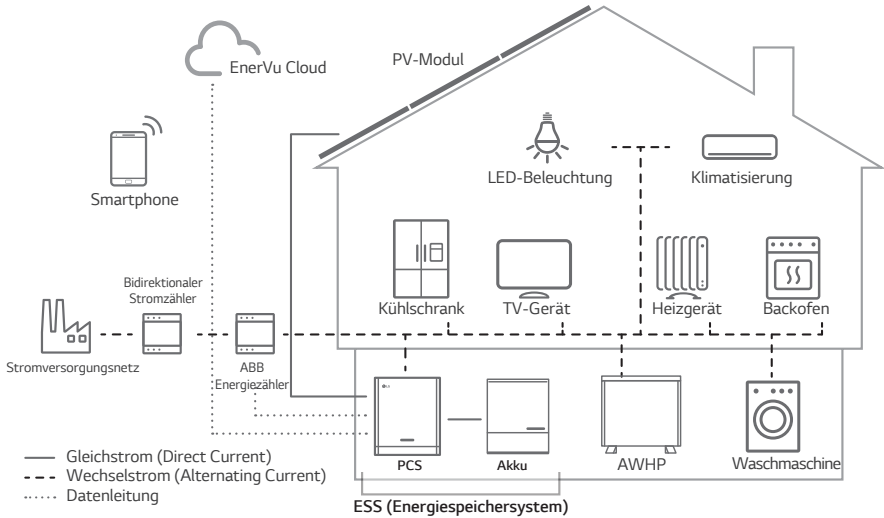 EnerVu Cloud
PV-Modul
Smartphone
LED-Beleuchtung
Klimatisierung
Bidirektionaler
Stromzähler
Kühlschrank
TV-Gerät
Heizgerät
Backofen
Stromversorgungsnetz
ABB
Energiezähler
LG
PCS
Akku
AWHP
Waschmaschine
Gleichstrom (Direct Current)
Wechselstrom (Alternating Current)
Datenleitung
ESS (Energiespeichersystem)